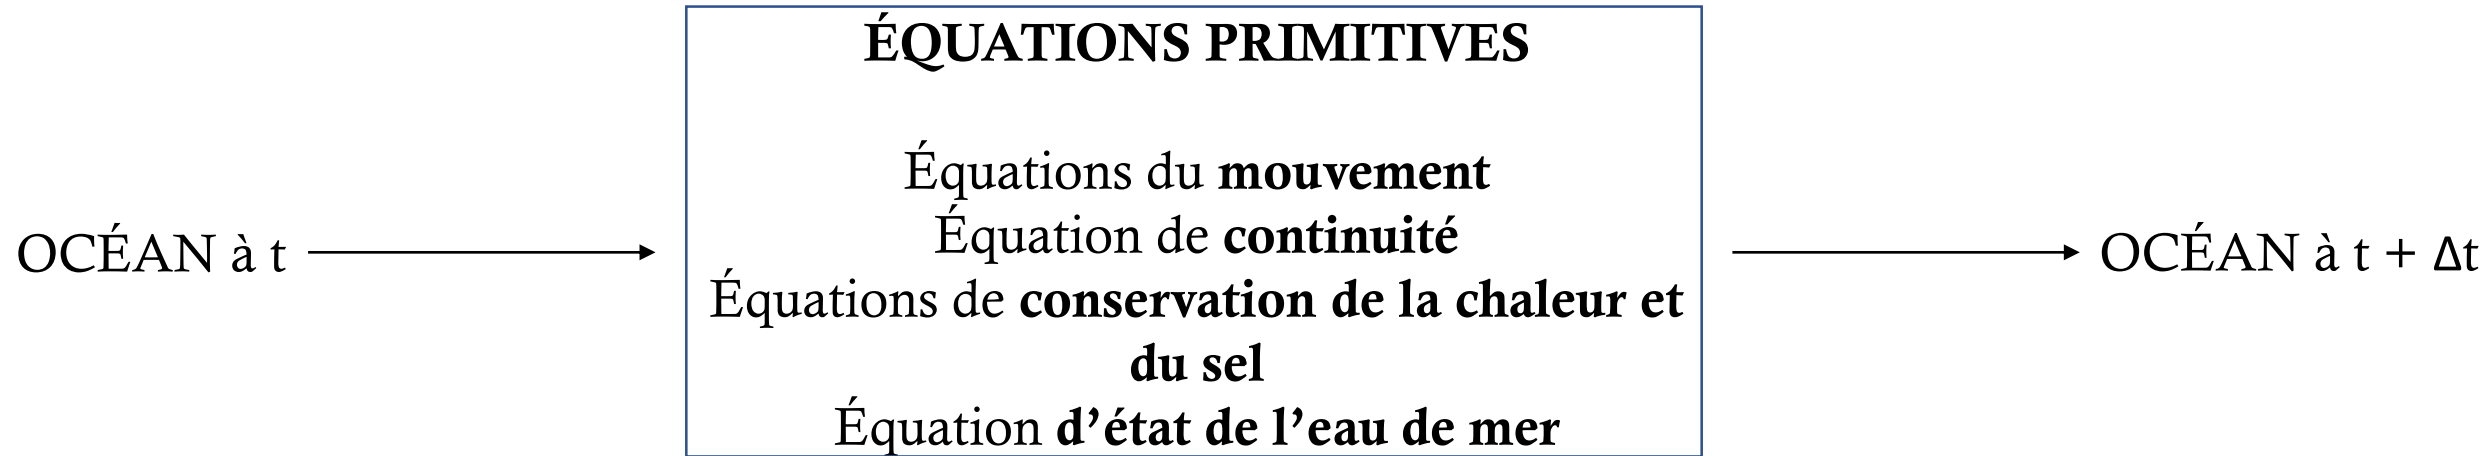 OCÉAN à t
ÉQUATIONS PRIMITIVES
Équations du mouvement
Équation de continuité
Équations de conservation de la chaleur et
du sel
Équation d’état de l’eau de mer
OCÉAN à t + Δt